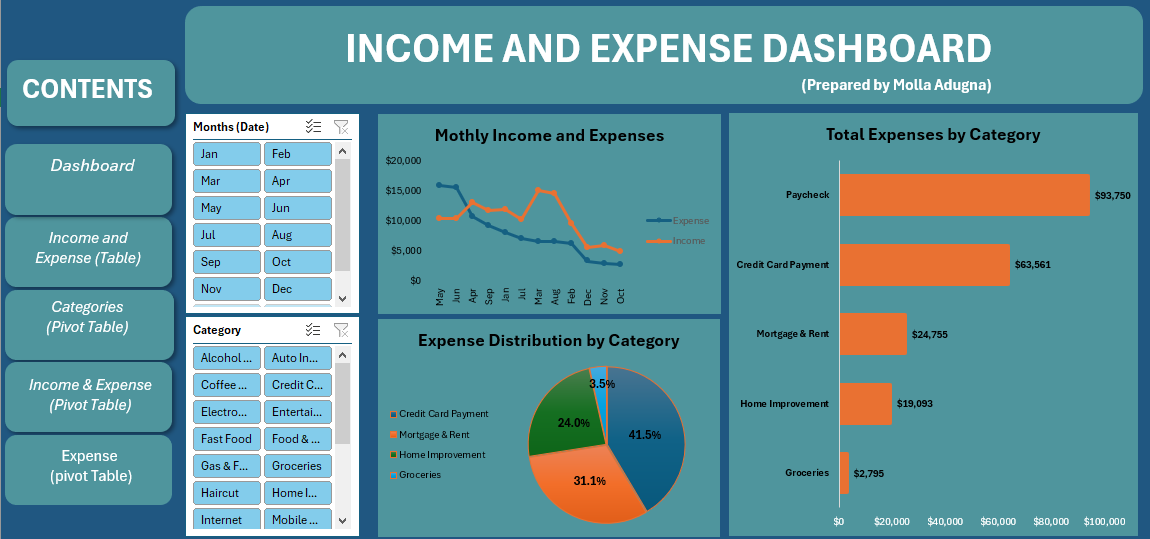 INCOME AND EXPENSE DASHBOARD
(Prepared by Molla Adugna)
CONTENTS
Dashboard
Income and
Expense (Table)
Categories
(Pivot Table)
Income & Expense
(Pivot Table)
Expense
(pivot Table)
Months (Date)
Jan
Feb
Mar
Apr
May
Jun
Jul
Aug
Sep
Oct
Nov
Dec
Category
Alcohol ...
Auto In...
Coffee ...
Credit C...
Electro...
Entertai...
Fast Food
Food & ...
Gas & F...
Groceries
Haircut
Home I...
Internet
Mobile ...
Mothly Income and Expenses
$20,000
$15,000
$10,000
$5,000
$0
May
Jun
Apr
Sep
Jan
Jul
Mar
Aug
Feb
Dec
Nov
Oct
Expense
Income
Expense Distribution by Category
Credit Card Payment
Mortgage & Rent
Home Improvement
Groceries
3.5%
24.0%
41.5%
31.1%
Total Expenses by Category
Paycheck
$93,750
Credit Card Payment
$63,561
Mortgage & Rent
$24,755
Home Improvement
$19,093
Groceries
$2,795
$0
$20,000
$40,000
$60,000
$80,000
$100,000